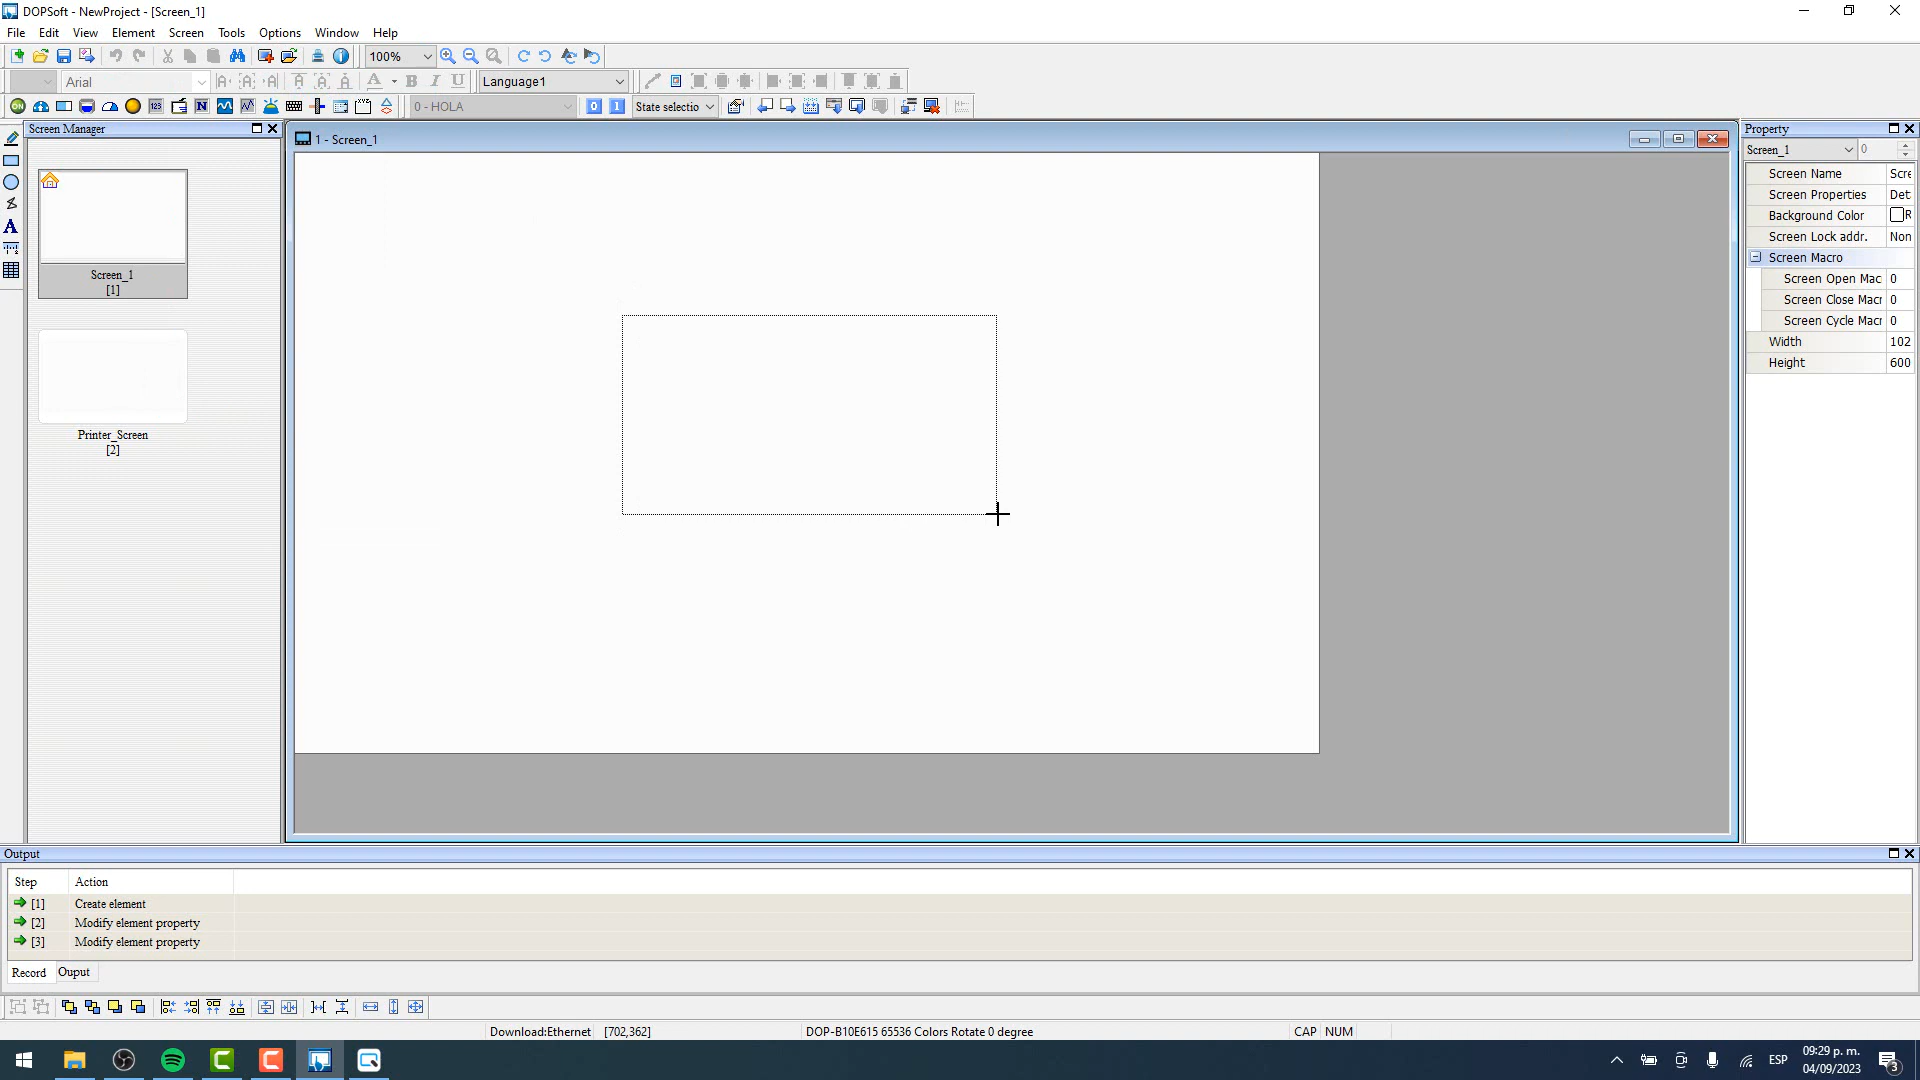 DOPSoft - NewProject - [Screen_1]
File Edit View Element Screen Tools Options Window Help
100%
Arial
Language1
0 - HOLA
0 1 State selectio
Screen Manager
1 - Screen_1
Property
Screen_1 0
Screen_1
[1]
Printer_Screen
[2]
Screen Name Scre
Screen Properties Det
Background Color R
Screen Lock addr. Non
Screen Macro
Screen Open Mac 0
Screen Close Macr 0
Screen Cycle Macr 0
Width 102
Height 600
Output
Step Action
[1] Create element
[2] Modify element property
[3] Modify element property
Record Ouput
Download:Ethernet [702,362] DOP-B10E615 65536 Colors Rotate 0 degree CAP NUM
ESP 09:29 p. m.
04/09/2023 3